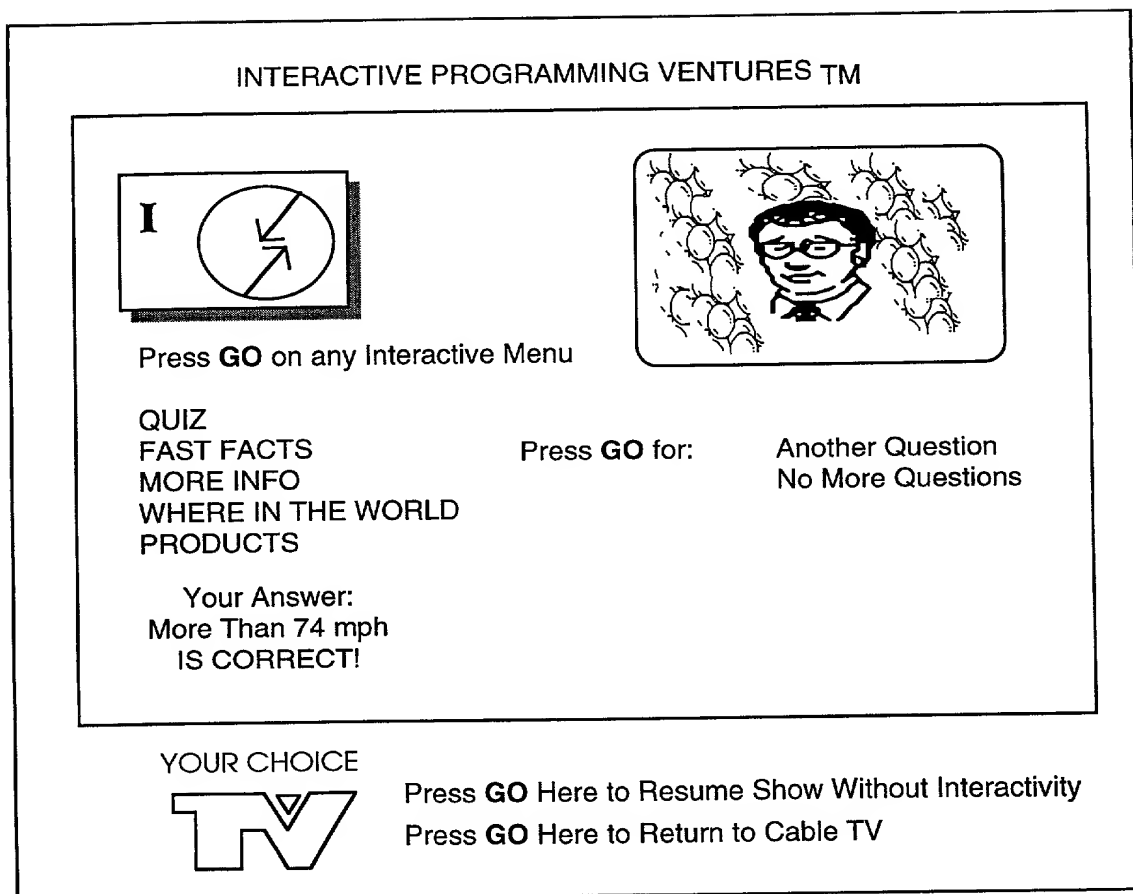 INTERACTIVE PROGRAMMING VENTURES TM
I
Press GO on any Interactive Menu
QUIZ
FAST FACTS
MORE INFO
WHERE IN THE WORLD
PRODUCTS
Press GO for:
Another Question
No More Questions
Your Answer:
More Than 74 mph
IS CORRECT!
YOUR CHOICE
TV
Press GO Here to Resume Show Without Interactivity
Press GO Here to Return to Cable TV